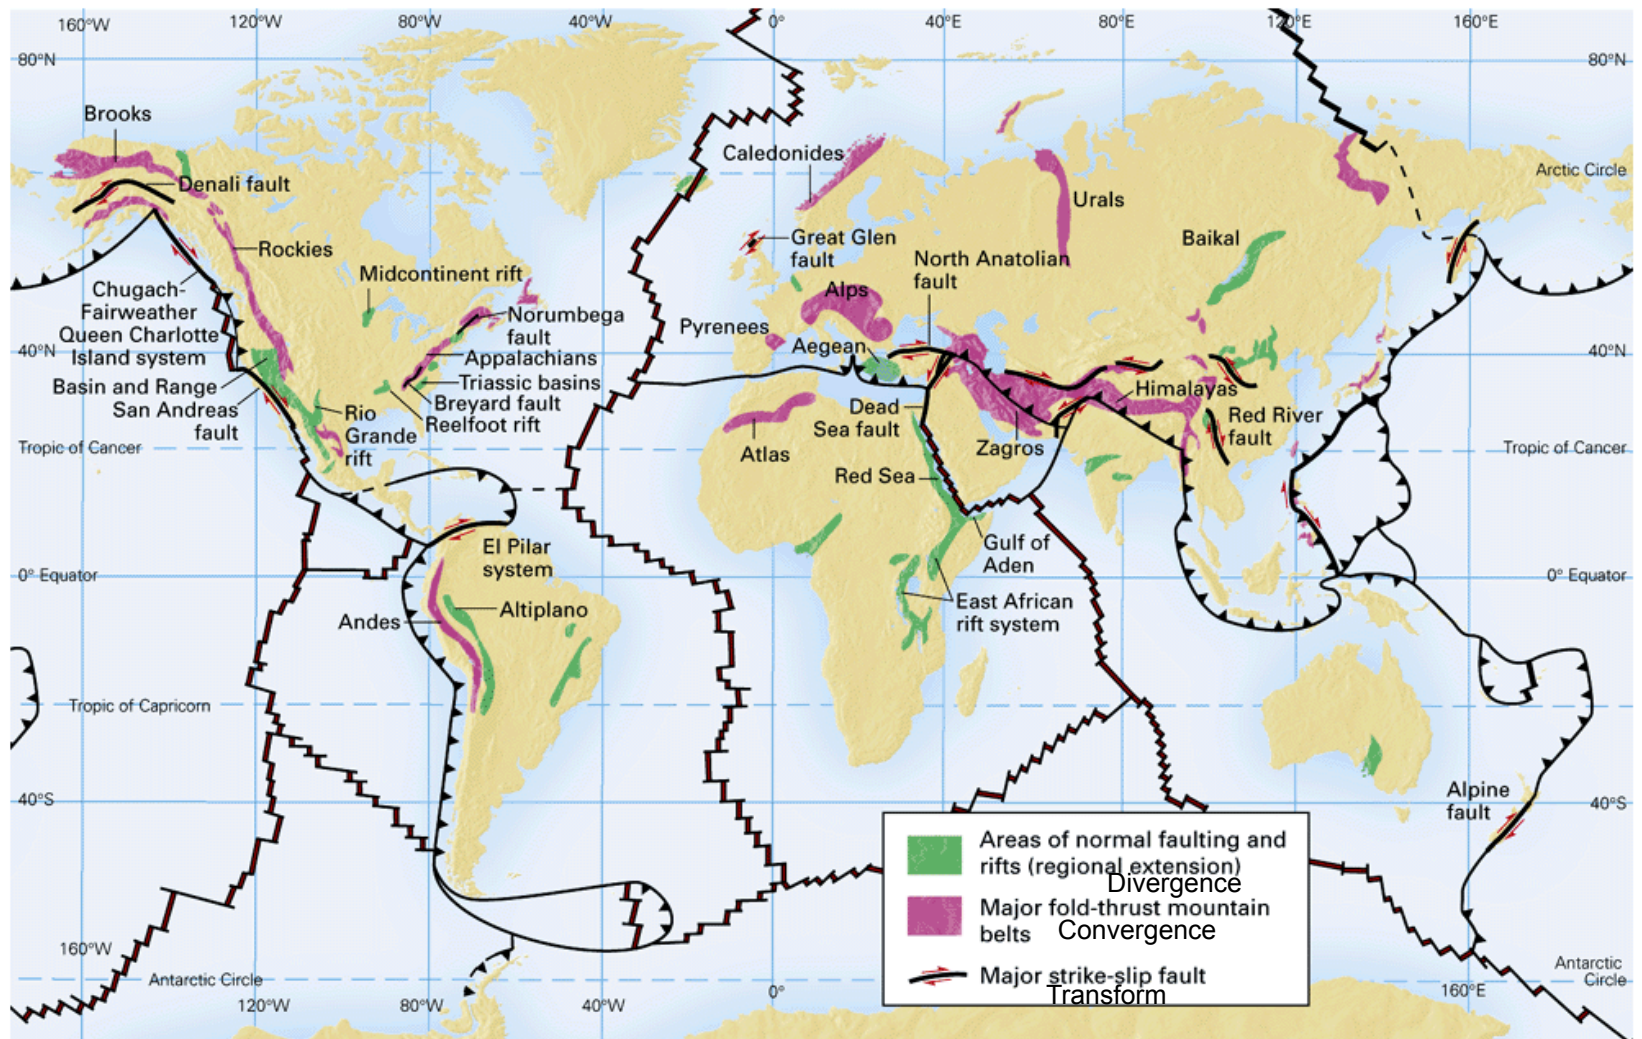 160°W
120°W
80°W
40°W
0°
40°E
80°E
120°E
160°E
80°N
80°N
Brooks
Caledonides
Arctic Circle
Denali fault
Urals
Rockies
Great Glen
fault
Baikal
North Anatolian
fault
Midcontinent rift
Chugach-
Fairweather
Queen Charlotte
Island system
Alps
Norumbega
fault
Pyrenees
40°N
Aegean
40°N
Appalachians
Basin and Range
San Andreas
fault
Triassic basins
Breyard fault
Reelfoot rift
Himalayas
Rio
Grande
rift
Dead
Sea fault
Red River
fault
Tropic of Cancer
Atlas
Zagros
Tropic of Cancer
Red Sea
El Pilar
system
Gulf of
Aden
0° Equator
0° Equator
Altiplano
Andes
East African
rift system
Tropic of Capricorn
Alpine
fault
40°S
40°S
Areas of normal faulting and
rifts (regional extension)
Divergence
Major fold-thrust mountain
belts
Convergence
Major strike-slip fault
Transform
160°W
Antarctic Circle
Antarctic
Circle
120°W
80°W
40°W
0°
160°E